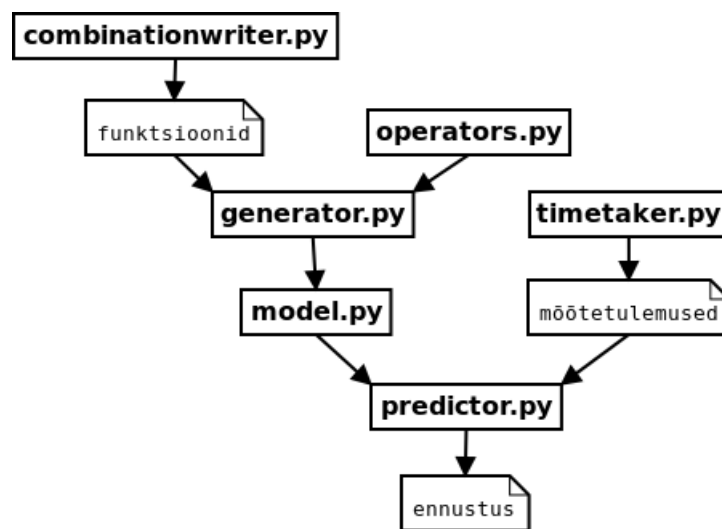 combinationwriter.py
funktsioonid
operators.py
generator.py
timetaker.py
model.py
mõõtetulemused
predictor.py
ennustus